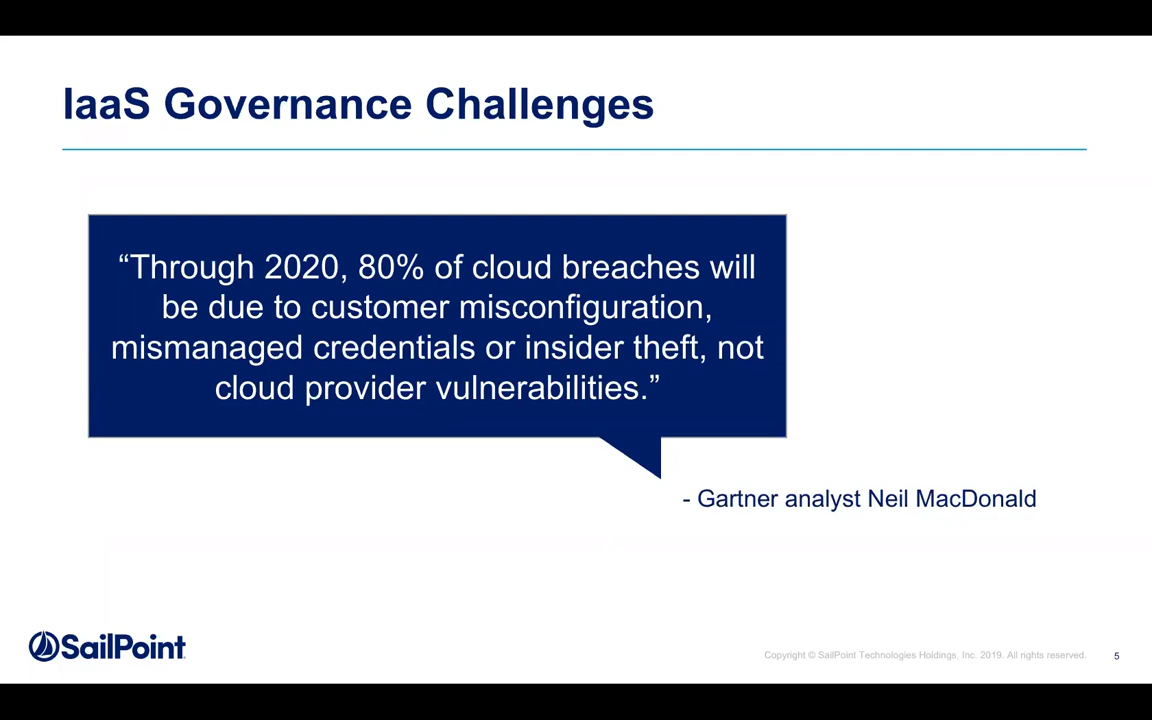 IaaS Governance Challenges
“Through 2020, 80% of cloud breaches will
be due to customer misconfiguration,
mismanaged credentials or insider theft, not
cloud provider vulnerabilities.”
- Gartner analyst Neil MacDonald
SailPoint
Copyright © SailPoint Technologies Holdings, Inc. 2019. All rights reserved.
5